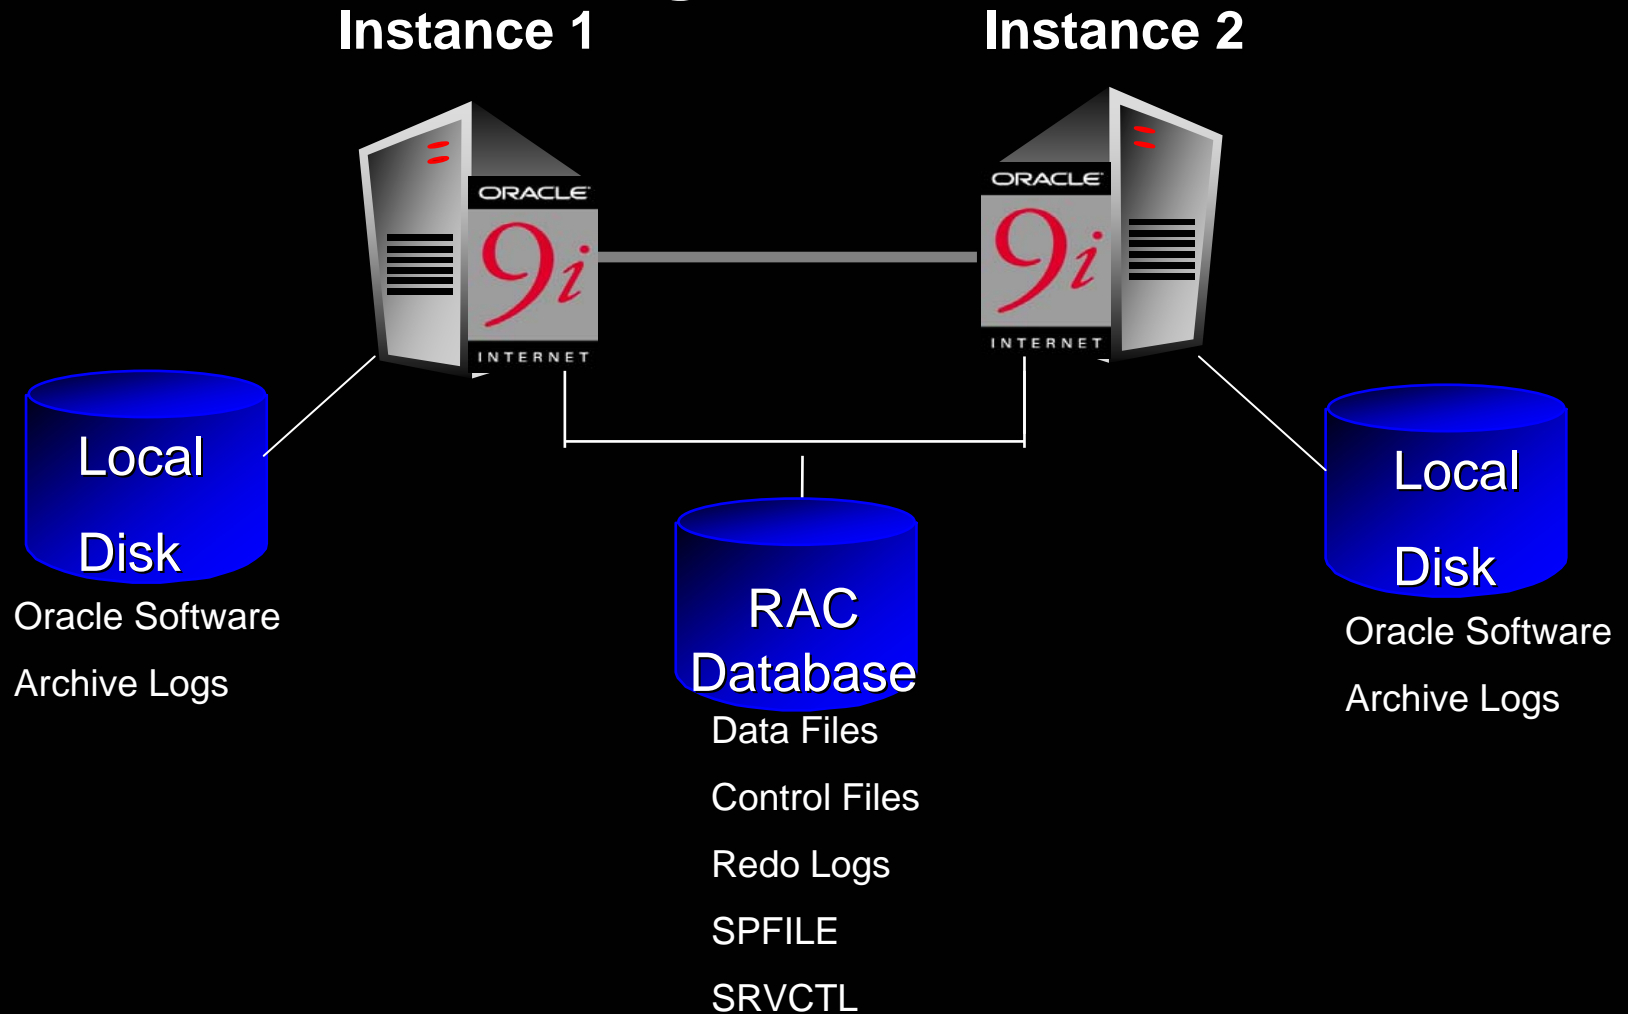 Instance 1
Instance 2
ORACLE
9i
INTERNET
ORACLE
9i
INTERNET
Local
Disk
Oracle Software
Archive Logs
RAC
Database
Data Files
Control Files
Redo Logs
SPFILE
SRVCTL
Local
Disk
Oracle Software
Archive Logs